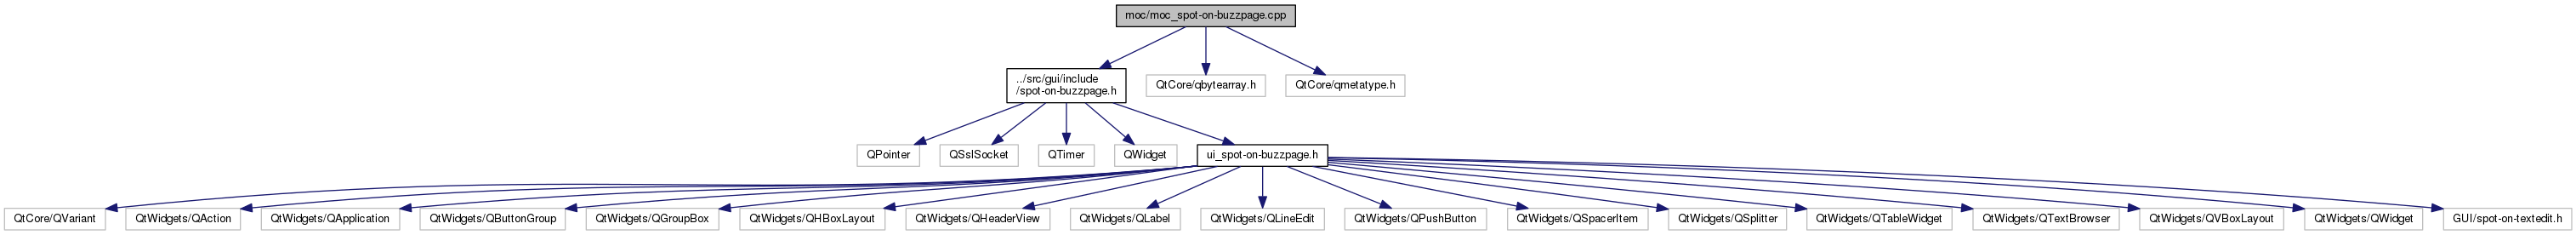 moc/moc_spot-on-buzzpage.cpp
../src/gui/include
/spot-on-buzzpage.h
QtCore/qbytearray.h
QtCore/qmetatype.h
QPointer
QSslSocket
QTimer
QWidget
ui_spot-on-buzzpage.h
QtCore/QVariant
QtWidgets/QAction
QtWidgets/QApplication
QtWidgets/QButtonGroup
QtWidgets/QGroupBox
QtWidgets/QHBoxLayout
QtWidgets/QHeaderView
QtWidgets/QLabel
QtWidgets/QLineEdit
QtWidgets/QPushButton
QtWidgets/QSpacerItem
QtWidgets/QSplitter
QtWidgets/QTableWidget
QtWidgets/QTextBrowser
QtWidgets/QVBoxLayout
QtWidgets/QWidget
GUI/spot-on-textedit.h